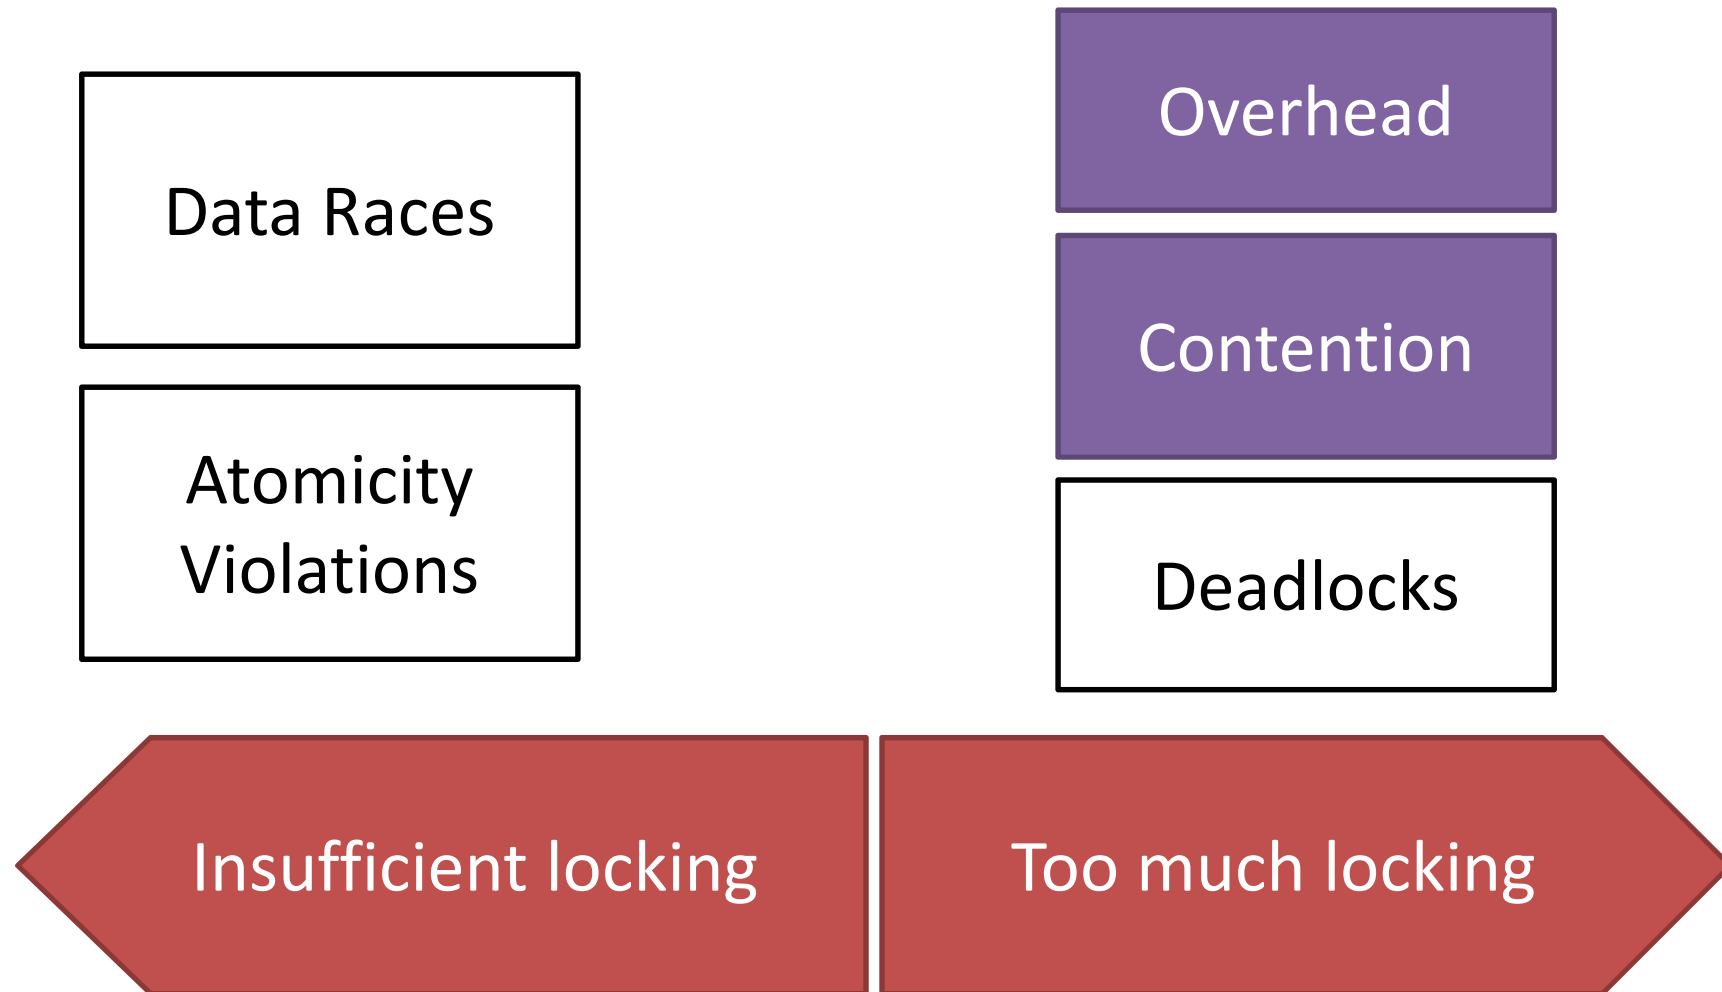 Data Races
Atomicity
Violations
Overhead
Contention
Deadlocks
Insufficient locking
Too much locking